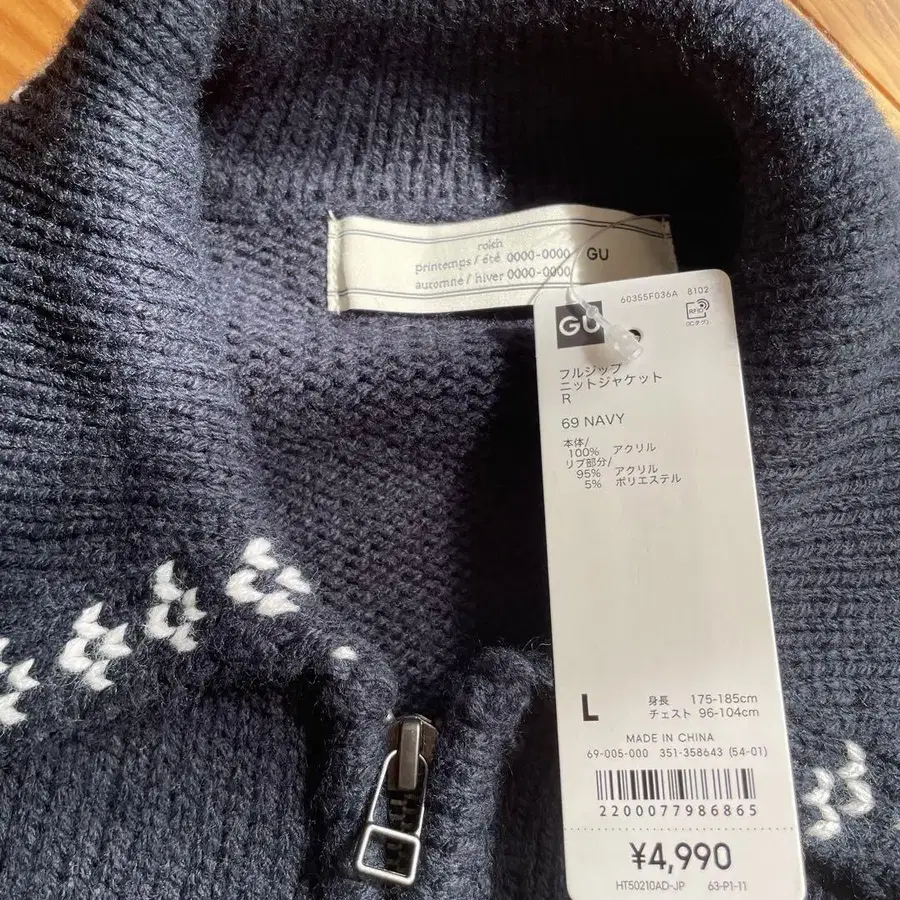 roleh
printemps / été 0000-0000
automne / hiver 0000-0000
GU
60355F036A 8102
GU
RFID
(ICタグ)
フルジップ
ニットジャケット
R
69 NAVY
本体/
100% アクリル
リブ部分/
95% アクリル
5% ポリエステル
L
身長 175-185cm
チェスト 96-104cm
MADE IN CHINA
69-005-000 351-358643 (54-01)
2200077986865
¥4,990
HT50210AD-JP 63-P1-11